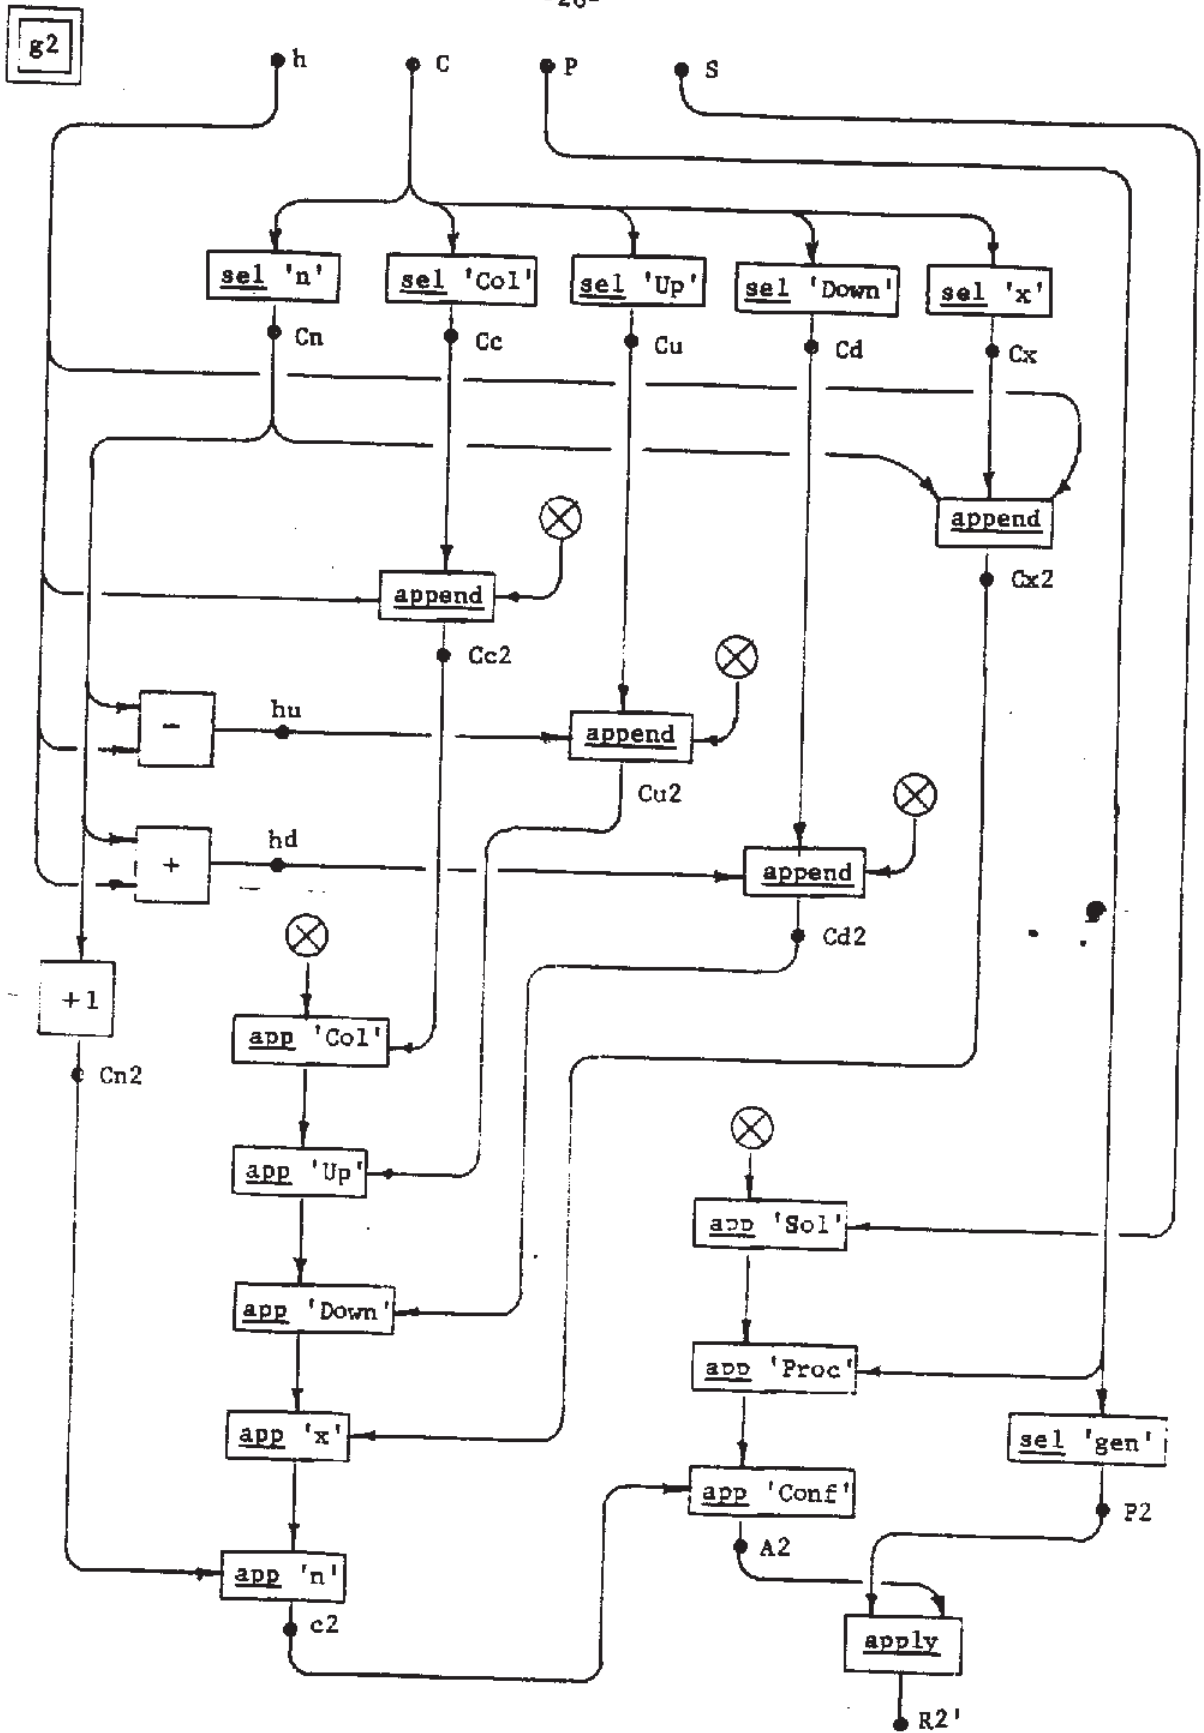 -26-
g2
h C P S
sel 'n' sel 'Col' sel 'Up' sel 'Down' sel 'x'
Cn Cc Cu Cd Cx
append
Cx2
append
Cc2
hu
- append
Cu2
hd
+ append
Cd2
+1
app 'Col'
Cn2
app 'Up'
app 'Sol'
app 'Down'
app 'Proc'
app 'x' sel 'gen'
app 'Conf'
P2
A2
app 'n'
c2
apply
R2'